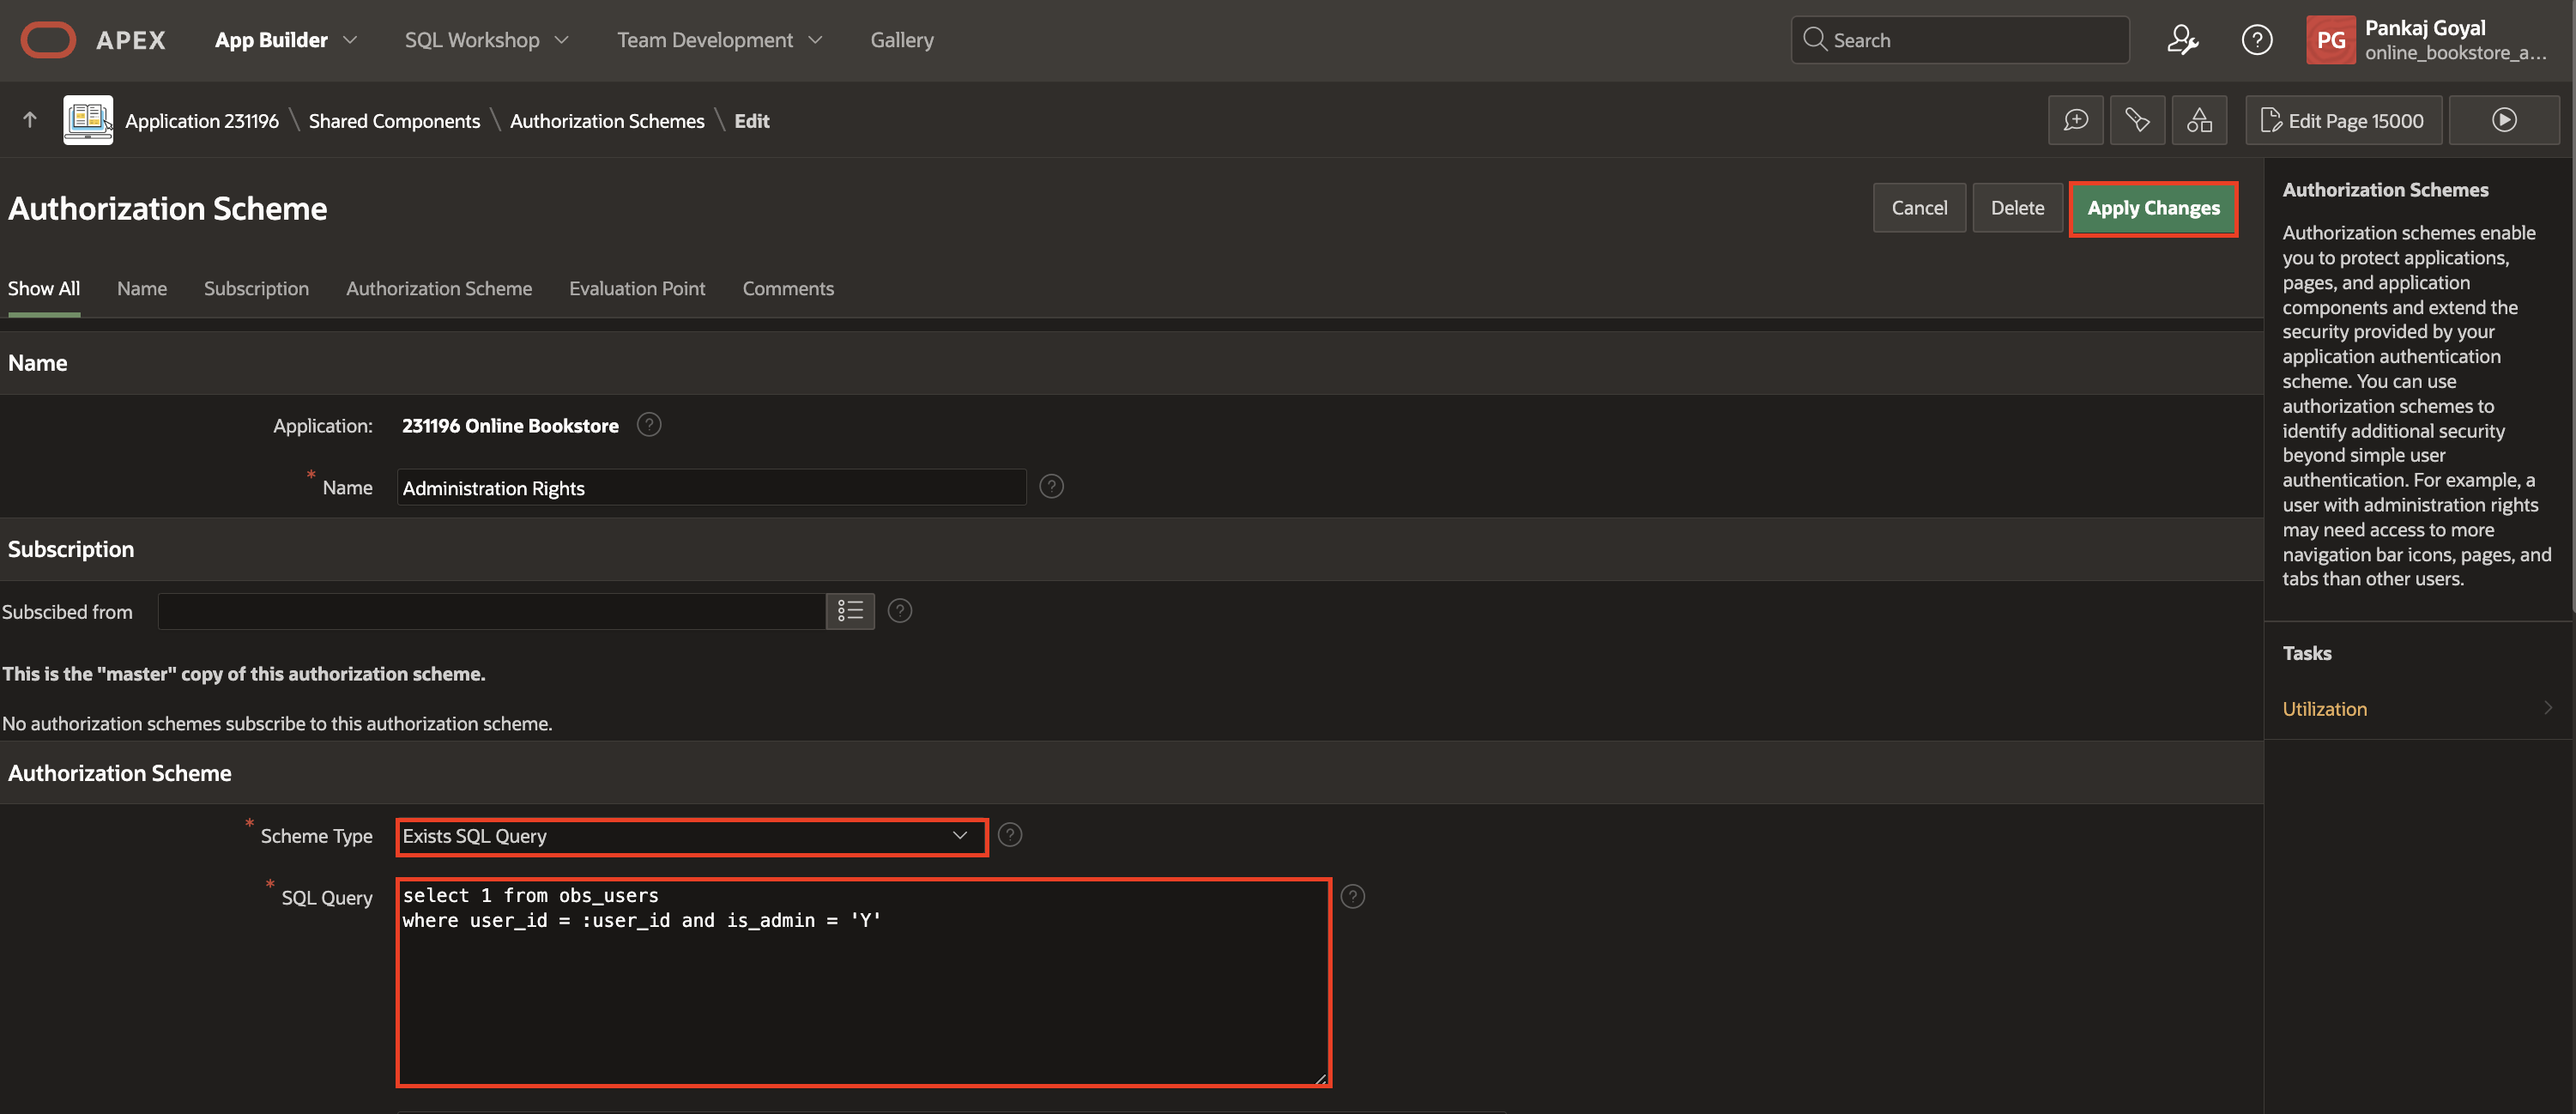 APEX
App Builder
SQL Workshop
Team Development
Gallery
Search
PG
Pankaj Goyal
online_bookstore_a...
Application 231196 \ Shared Components \ Authorization Schemes \ Edit
Edit Page 15000
Authorization Scheme
Cancel
Delete
Apply Changes
Show All
Name
Subscription
Authorization Scheme
Evaluation Point
Comments
Name
Application:
231196 Online Bookstore
* Name
Administration Rights
Subscription
Subscibed from
This is the "master" copy of this authorization scheme.
No authorization schemes subscribe to this authorization scheme.
Authorization Scheme
* Scheme Type
Exists SQL Query
* SQL Query
select 1 from obs_users
where user_id = :user_id and is_admin = 'Y'
Authorization Schemes
Authorization schemes enable
you to protect applications,
pages, and application
components and extend the
security provided by your
application authentication
scheme. You can use
authorization schemes to
identify additional security
beyond simple user
authentication. For example, a
user with administration rights
may need access to more
navigation bar icons, pages, and
tabs than other users.
Tasks
Utilization